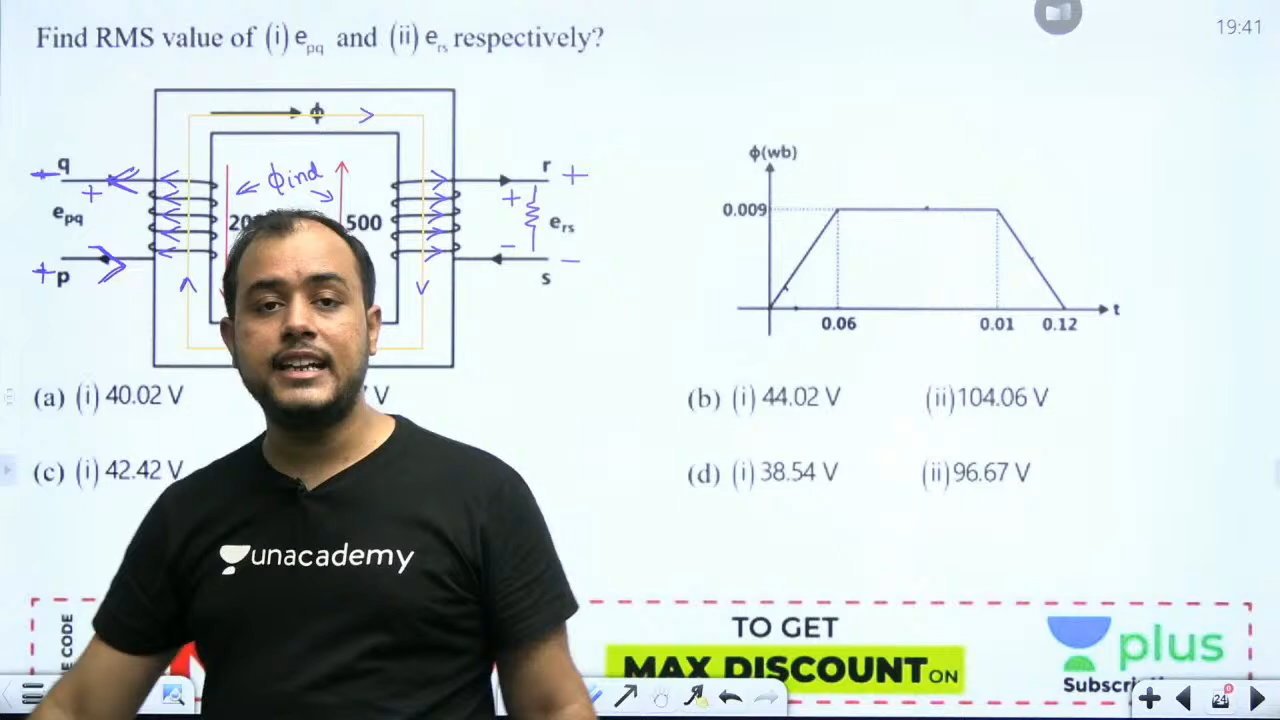 19:41
Find RMS value of (i) e_pq and (ii) e_rs respectively?
ϕ
q
r
+
+
+
+
ϕind
e_pq
500
e_rs
p
s
+
ϕ(wb)
0.009
0.06
0.01
0.12
t
(a) (i) 40.02 V
V
(b) (i) 44.02 V
(ii) 104.06 V
(c) (i) 42.42 V
(d) (i) 38.54 V
(ii) 96.67 V
unacademy
E CODE
TO GET
MAX DISCOUNT ON
plus
24